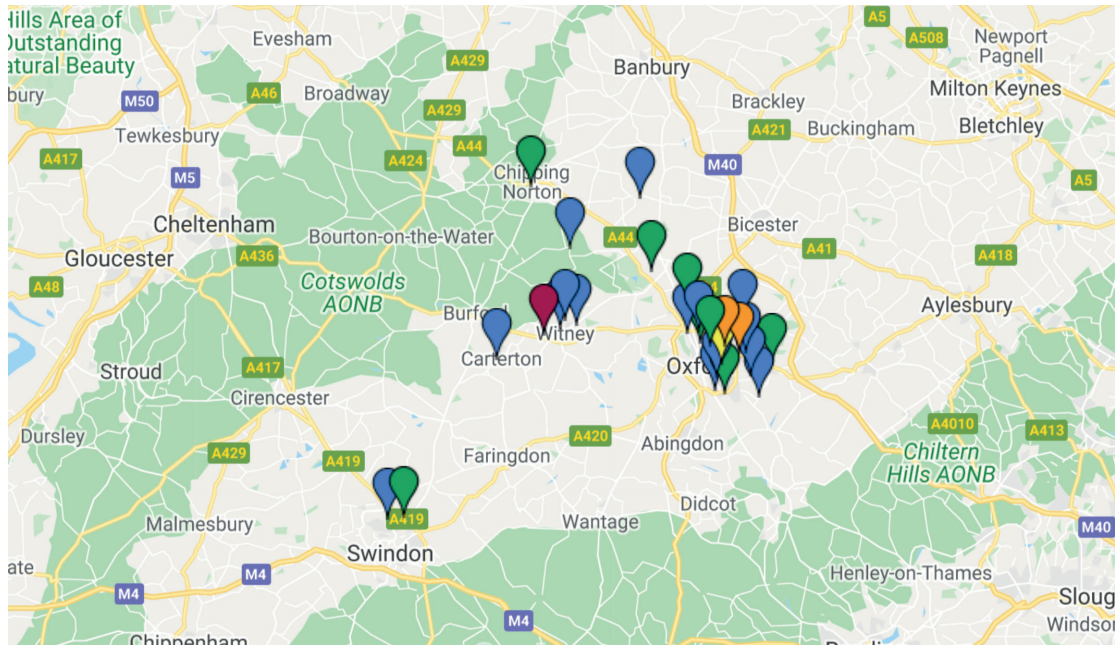 Hills Area of
Outstanding
atural Beauty
Evesham
A429
A5
A508
Newport
Pagnell
Banbury
bury
M50
A46
Broadway
A429
Brackley
Milton Keynes
Tewkesbury
A421
Buckingham
Bletchley
A417
A424
A44
M40
M5
Chipping
Norton
A5
Cheltenham
Bicester
Bourton-on-the-Water
A44
A41
Gloucester
A436
A418
A48
Cotswolds
AONB
Aylesbury
Burford
Witney
Carterton
Stroud
A417
Oxfo
Cirencester
A4010
A413
Dursley
A420
Abingdon
A429
A419
Faringdon
Chiltern
Hills AONB
Malmesbury
A419
Didcot
Wantage
M40
ate
Swindon
M4
Henley-on-Thames
M4
Sloug
M4
Windsor
Chippenham